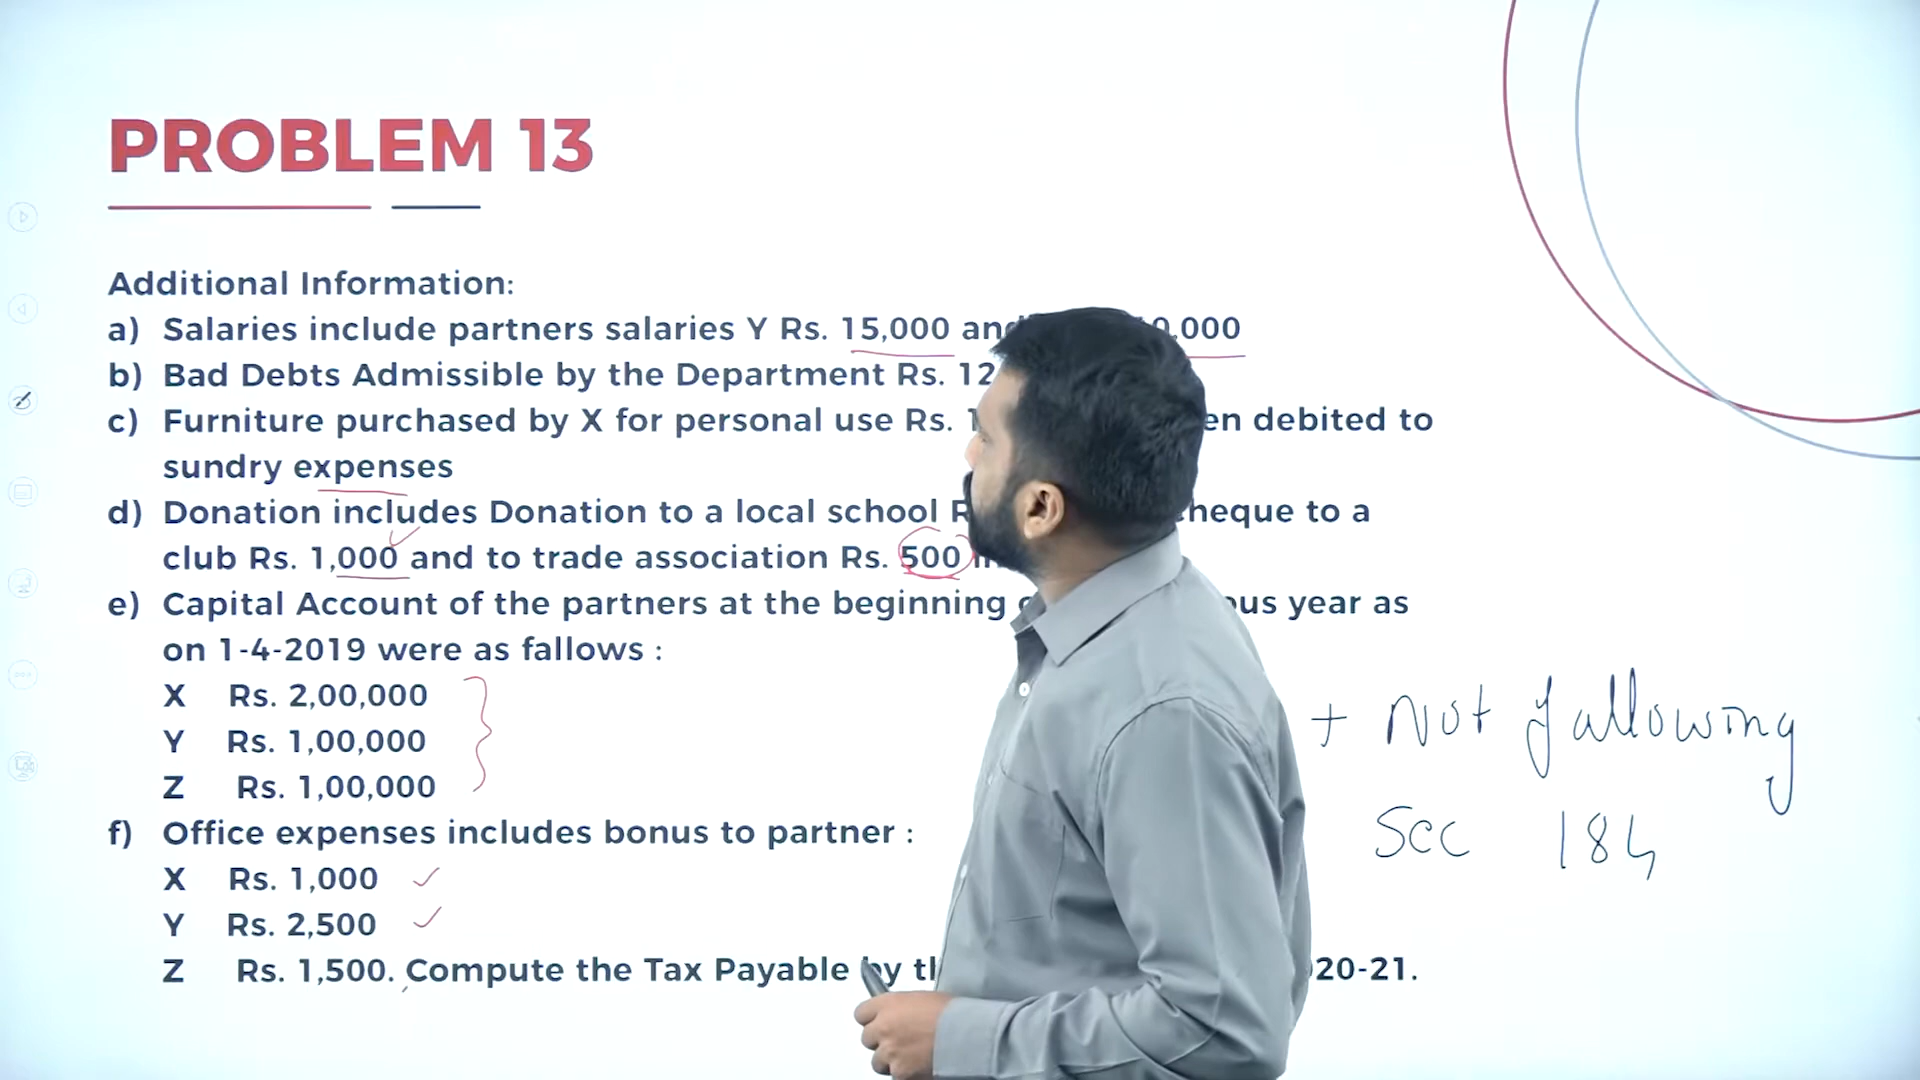 PROBLEM 13
Additional Information:
a) Salaries include partners salaries Y Rs. 15,000 and 0,000
b) Bad Debts Admissible by the Department Rs. 12
c) Furniture purchased by X for personal use Rs. 1 en debited to
sundry expenses
d) Donation includes Donation to a local school heque to a
club Rs. 1,000 and to trade association Rs. 500
e) Capital Account of the partners at the beginning ous year as
on 1-4-2019 were as fallows :
X Rs. 2,00,000
Y Rs. 1,00,000
Z Rs. 1,00,000
+ Not fallowing
Sec 184
f) Office expenses includes bonus to partner :
X Rs. 1,000
Y Rs. 2,500
Z Rs. 1,500. Compute the Tax Payable by 20-21.